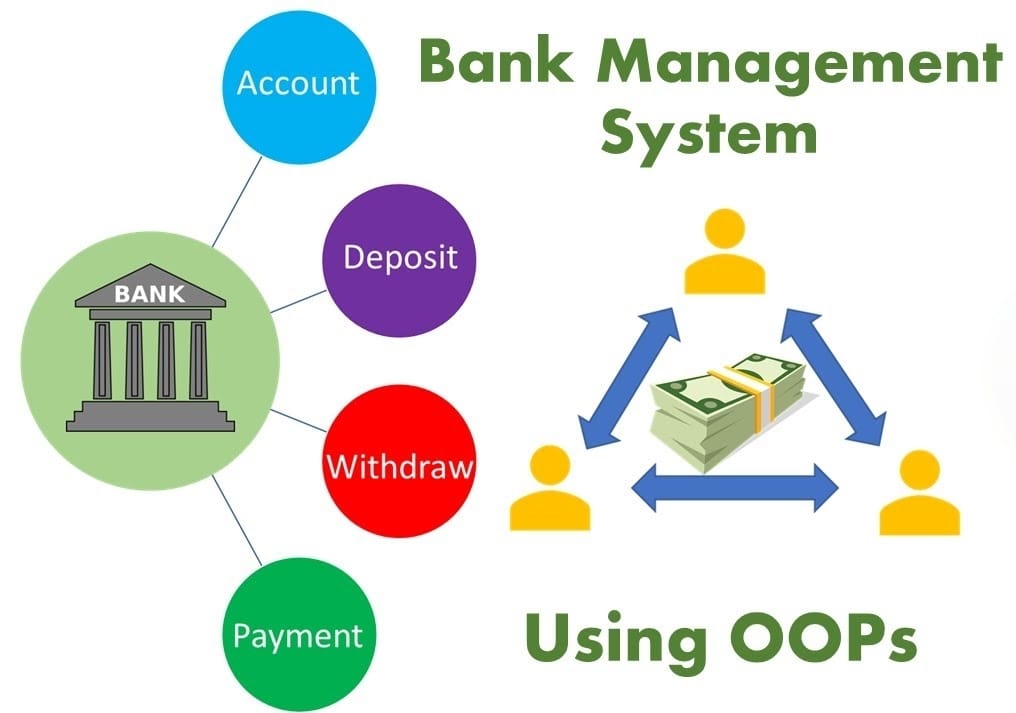 Bank Management
System
Account
Deposit
BANK
Withdraw
Payment
Using OOPs